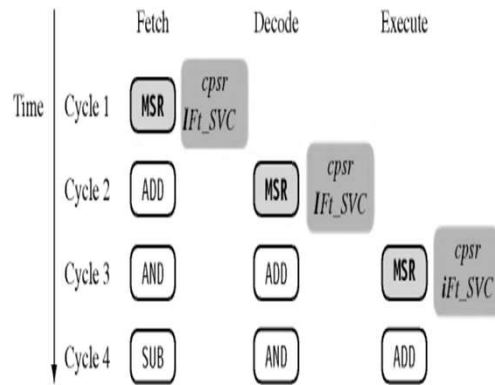 Fetch Decode Execute
Time Cycle 1 MSR cpsr
IFt_SVC
Cycle 2 ADD MSR cpsr
IFt_SVC
Cycle 3 AND ADD MSR cpsr
iFt_SVC
Cycle 4 SUB AND ADD